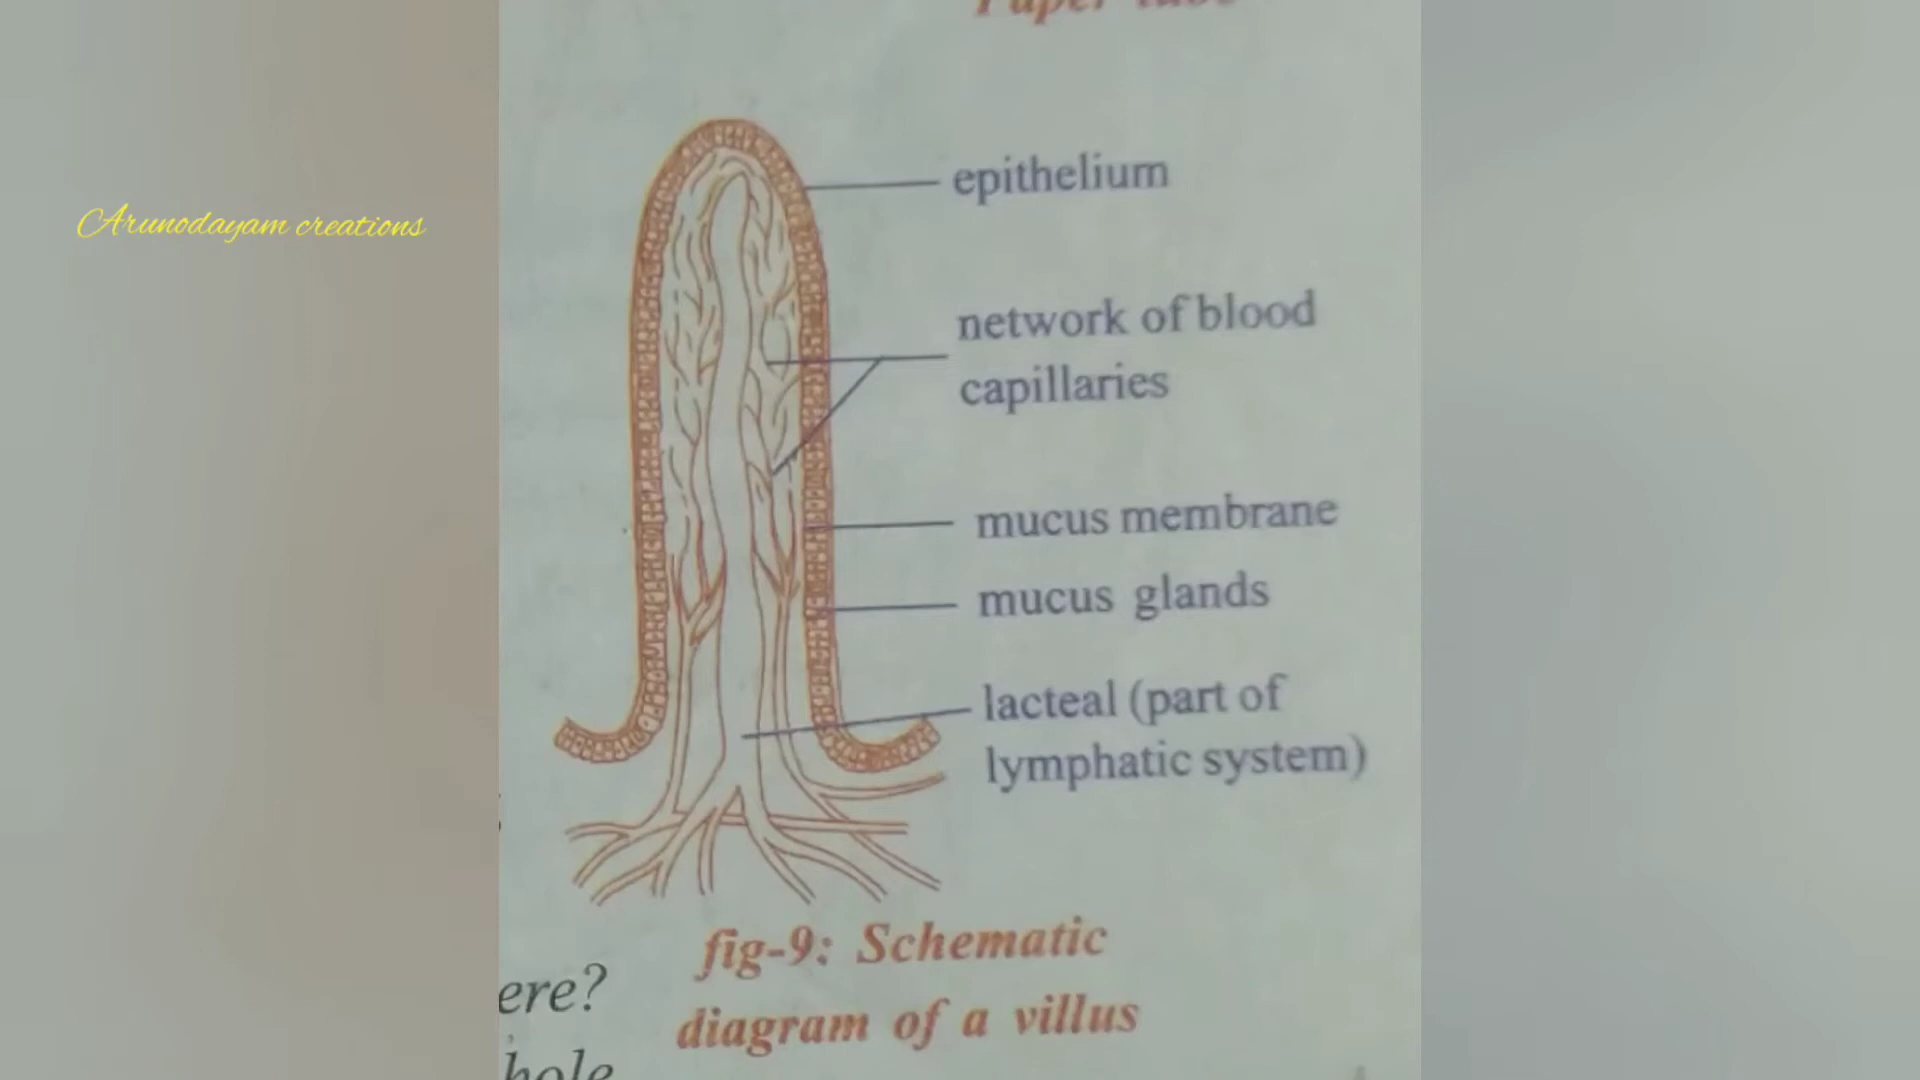 Arunodayam creations
epithelium
network of blood
capillaries
mucus membrane
mucus glands
lacteal (part of
lymphatic system)
fig-9: Schematic
diagram of a villus
ere?
hole